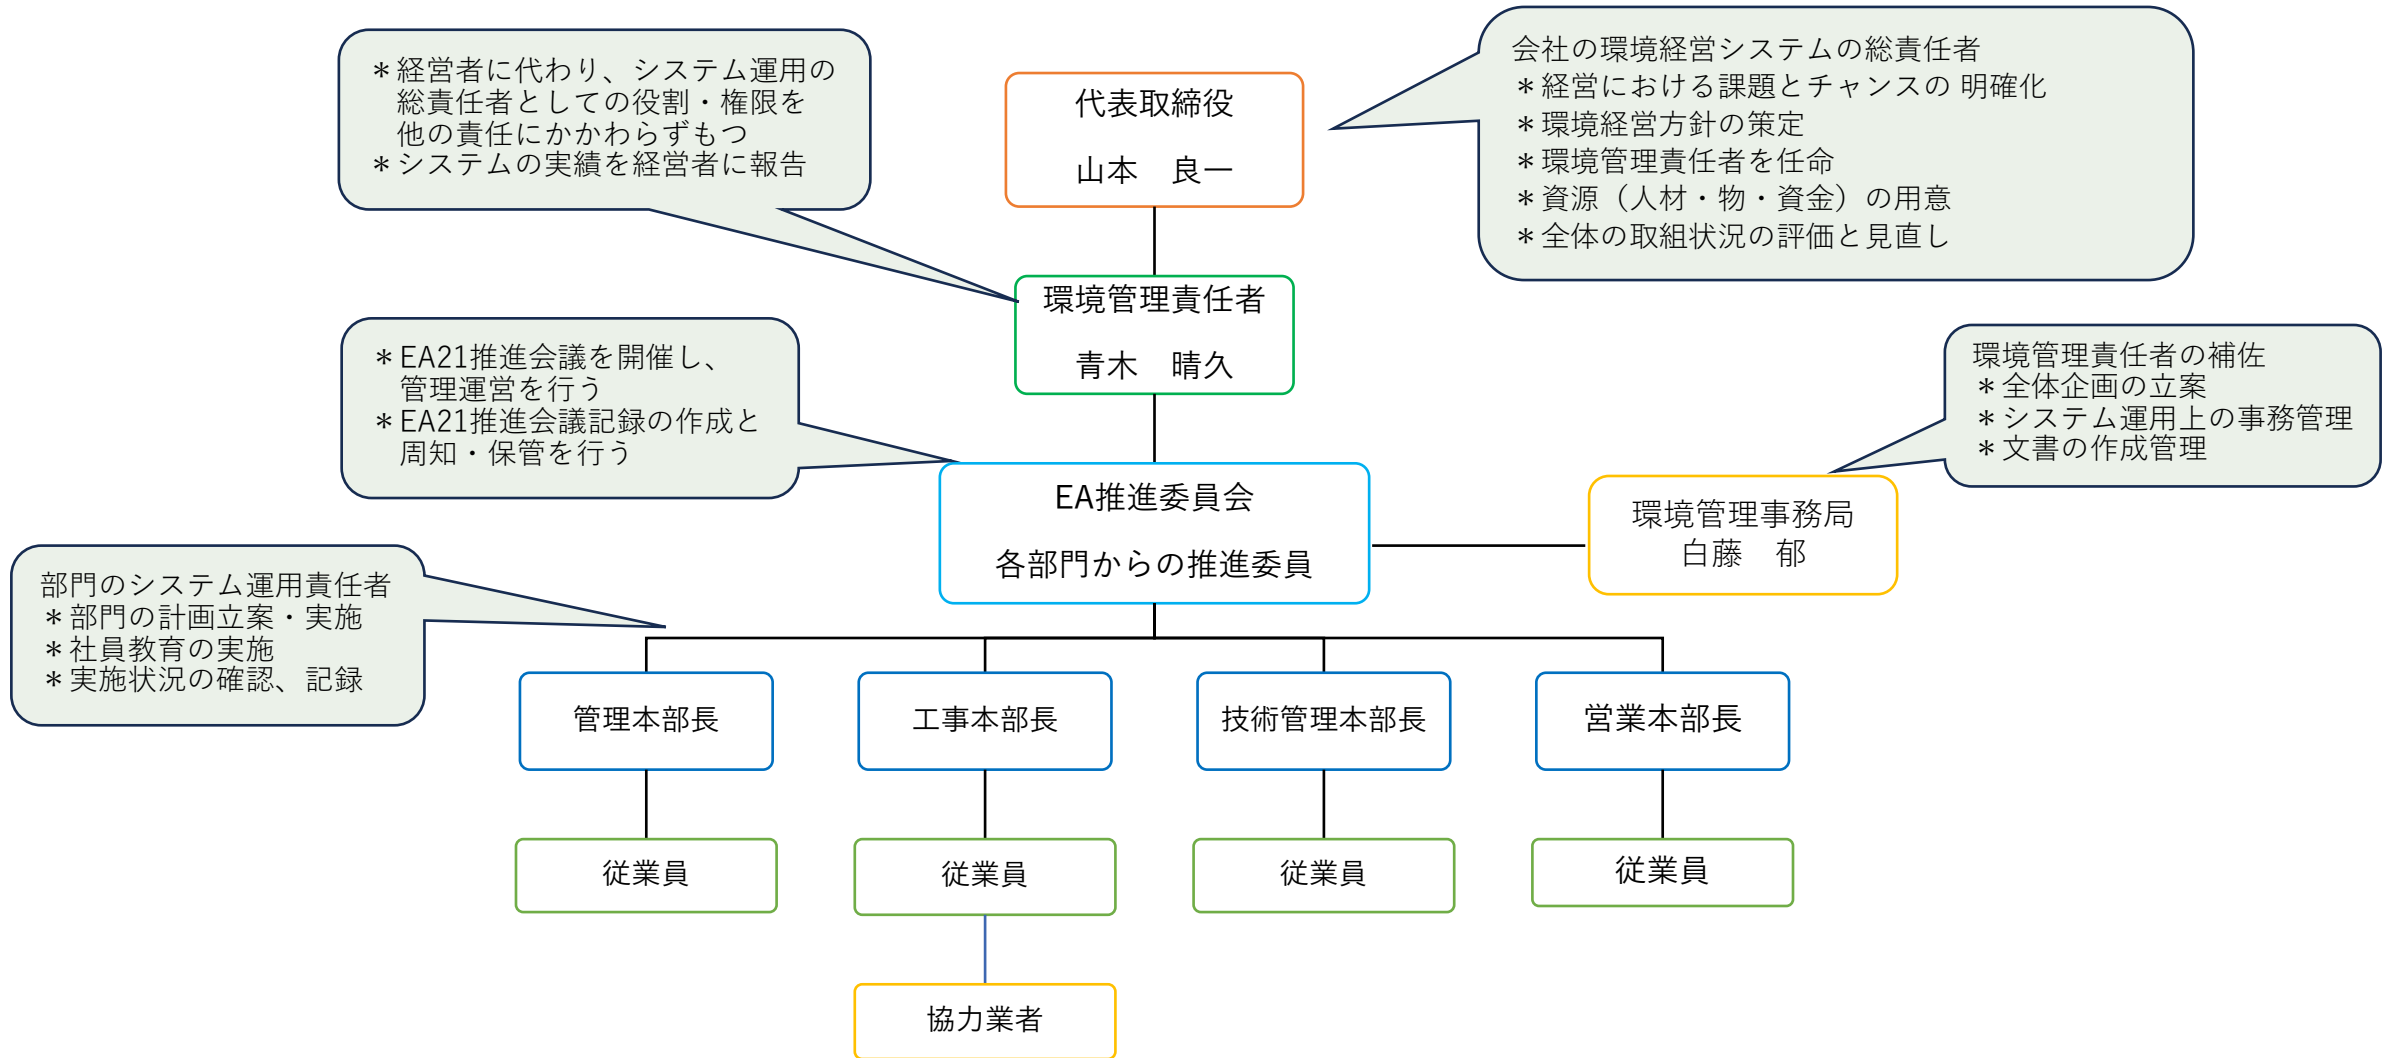 ＊経営者に代わり、システム運用の
総責任者としての役割・権限を
他の責任にかかわらずもつ
＊システムの実績を経営者に報告
代表取締役
山本　良一
会社の環境経営システムの総責任者
＊経営における課題とチャンスの 明確化
＊環境経営方針の策定
＊環境管理責任者を任命
＊資源（人材・物・資金）の用意
＊全体の取組状況の評価と見直し
環境管理責任者
青木　晴久
＊EA21推進会議を開催し、
管理運営を行う
＊EA21推進会議記録の作成と
周知・保管を行う
環境管理責任者の補佐
＊全体企画の立案
＊システム運用上の事務管理
＊文書の作成管理
EA推進委員会
各部門からの推進委員
環境管理事務局
白藤　郁
部門のシステム運用責任者
＊部門の計画立案・実施
＊社員教育の実施
＊実施状況の確認、記録
管理本部長
工事本部長
技術管理本部長
営業本部長
従業員
従業員
従業員
従業員
協力業者